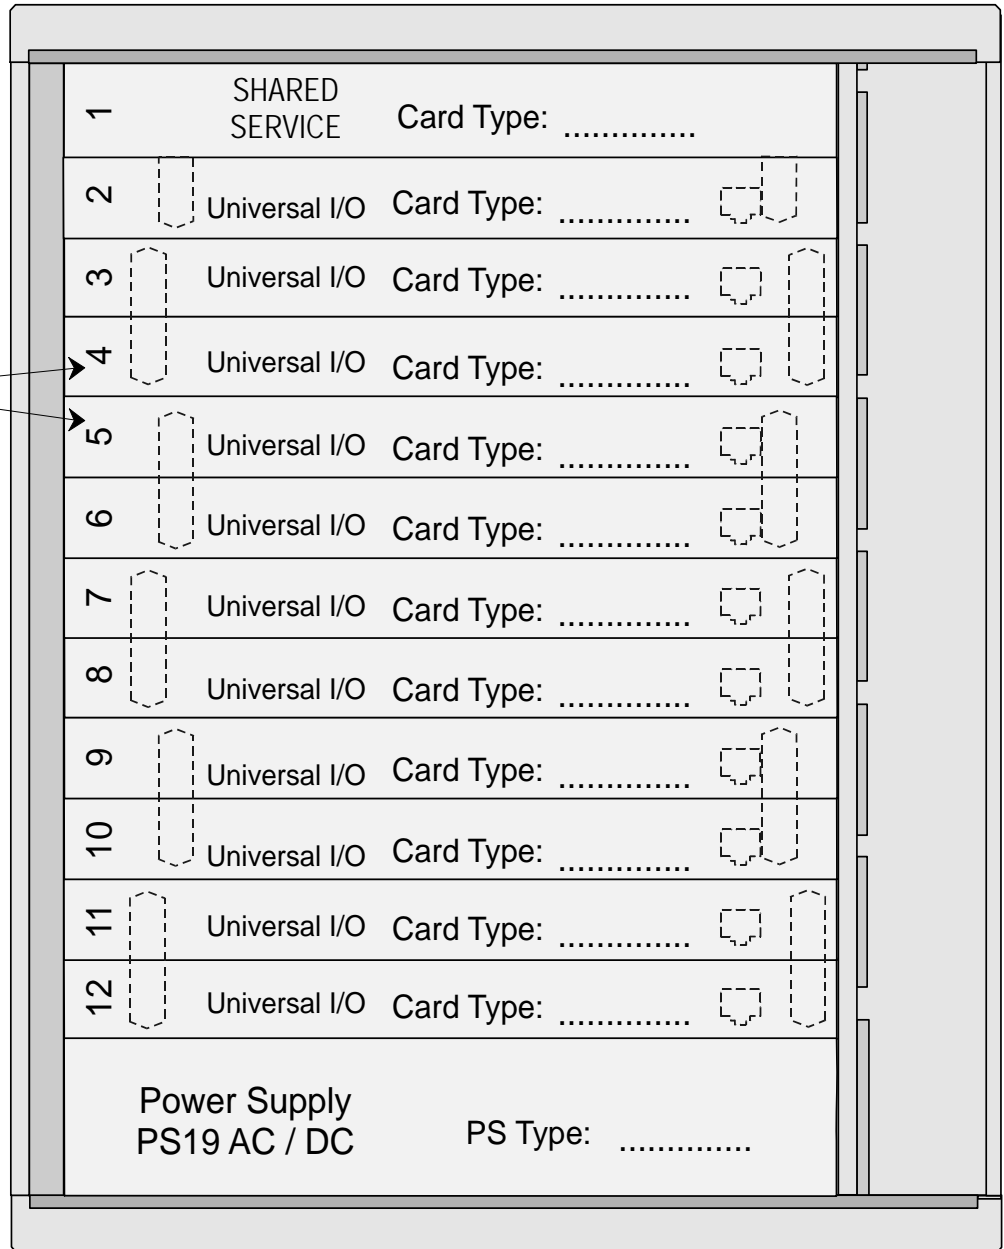 1 SHARED SERVICE Card Type: ..............
2 Universal I/O Card Type: ..............
3 Universal I/O Card Type: ..............
4 Universal I/O Card Type: ..............
5 Universal I/O Card Type: ..............
6 Universal I/O Card Type: ..............
7 Universal I/O Card Type: ..............
8 Universal I/O Card Type: ..............
9 Universal I/O Card Type: ..............
10 Universal I/O Card Type: ..............
11 Universal I/O Card Type: ..............
12 Universal I/O Card Type: ..............
Power Supply
PS19 AC / DC PS Type: ..............